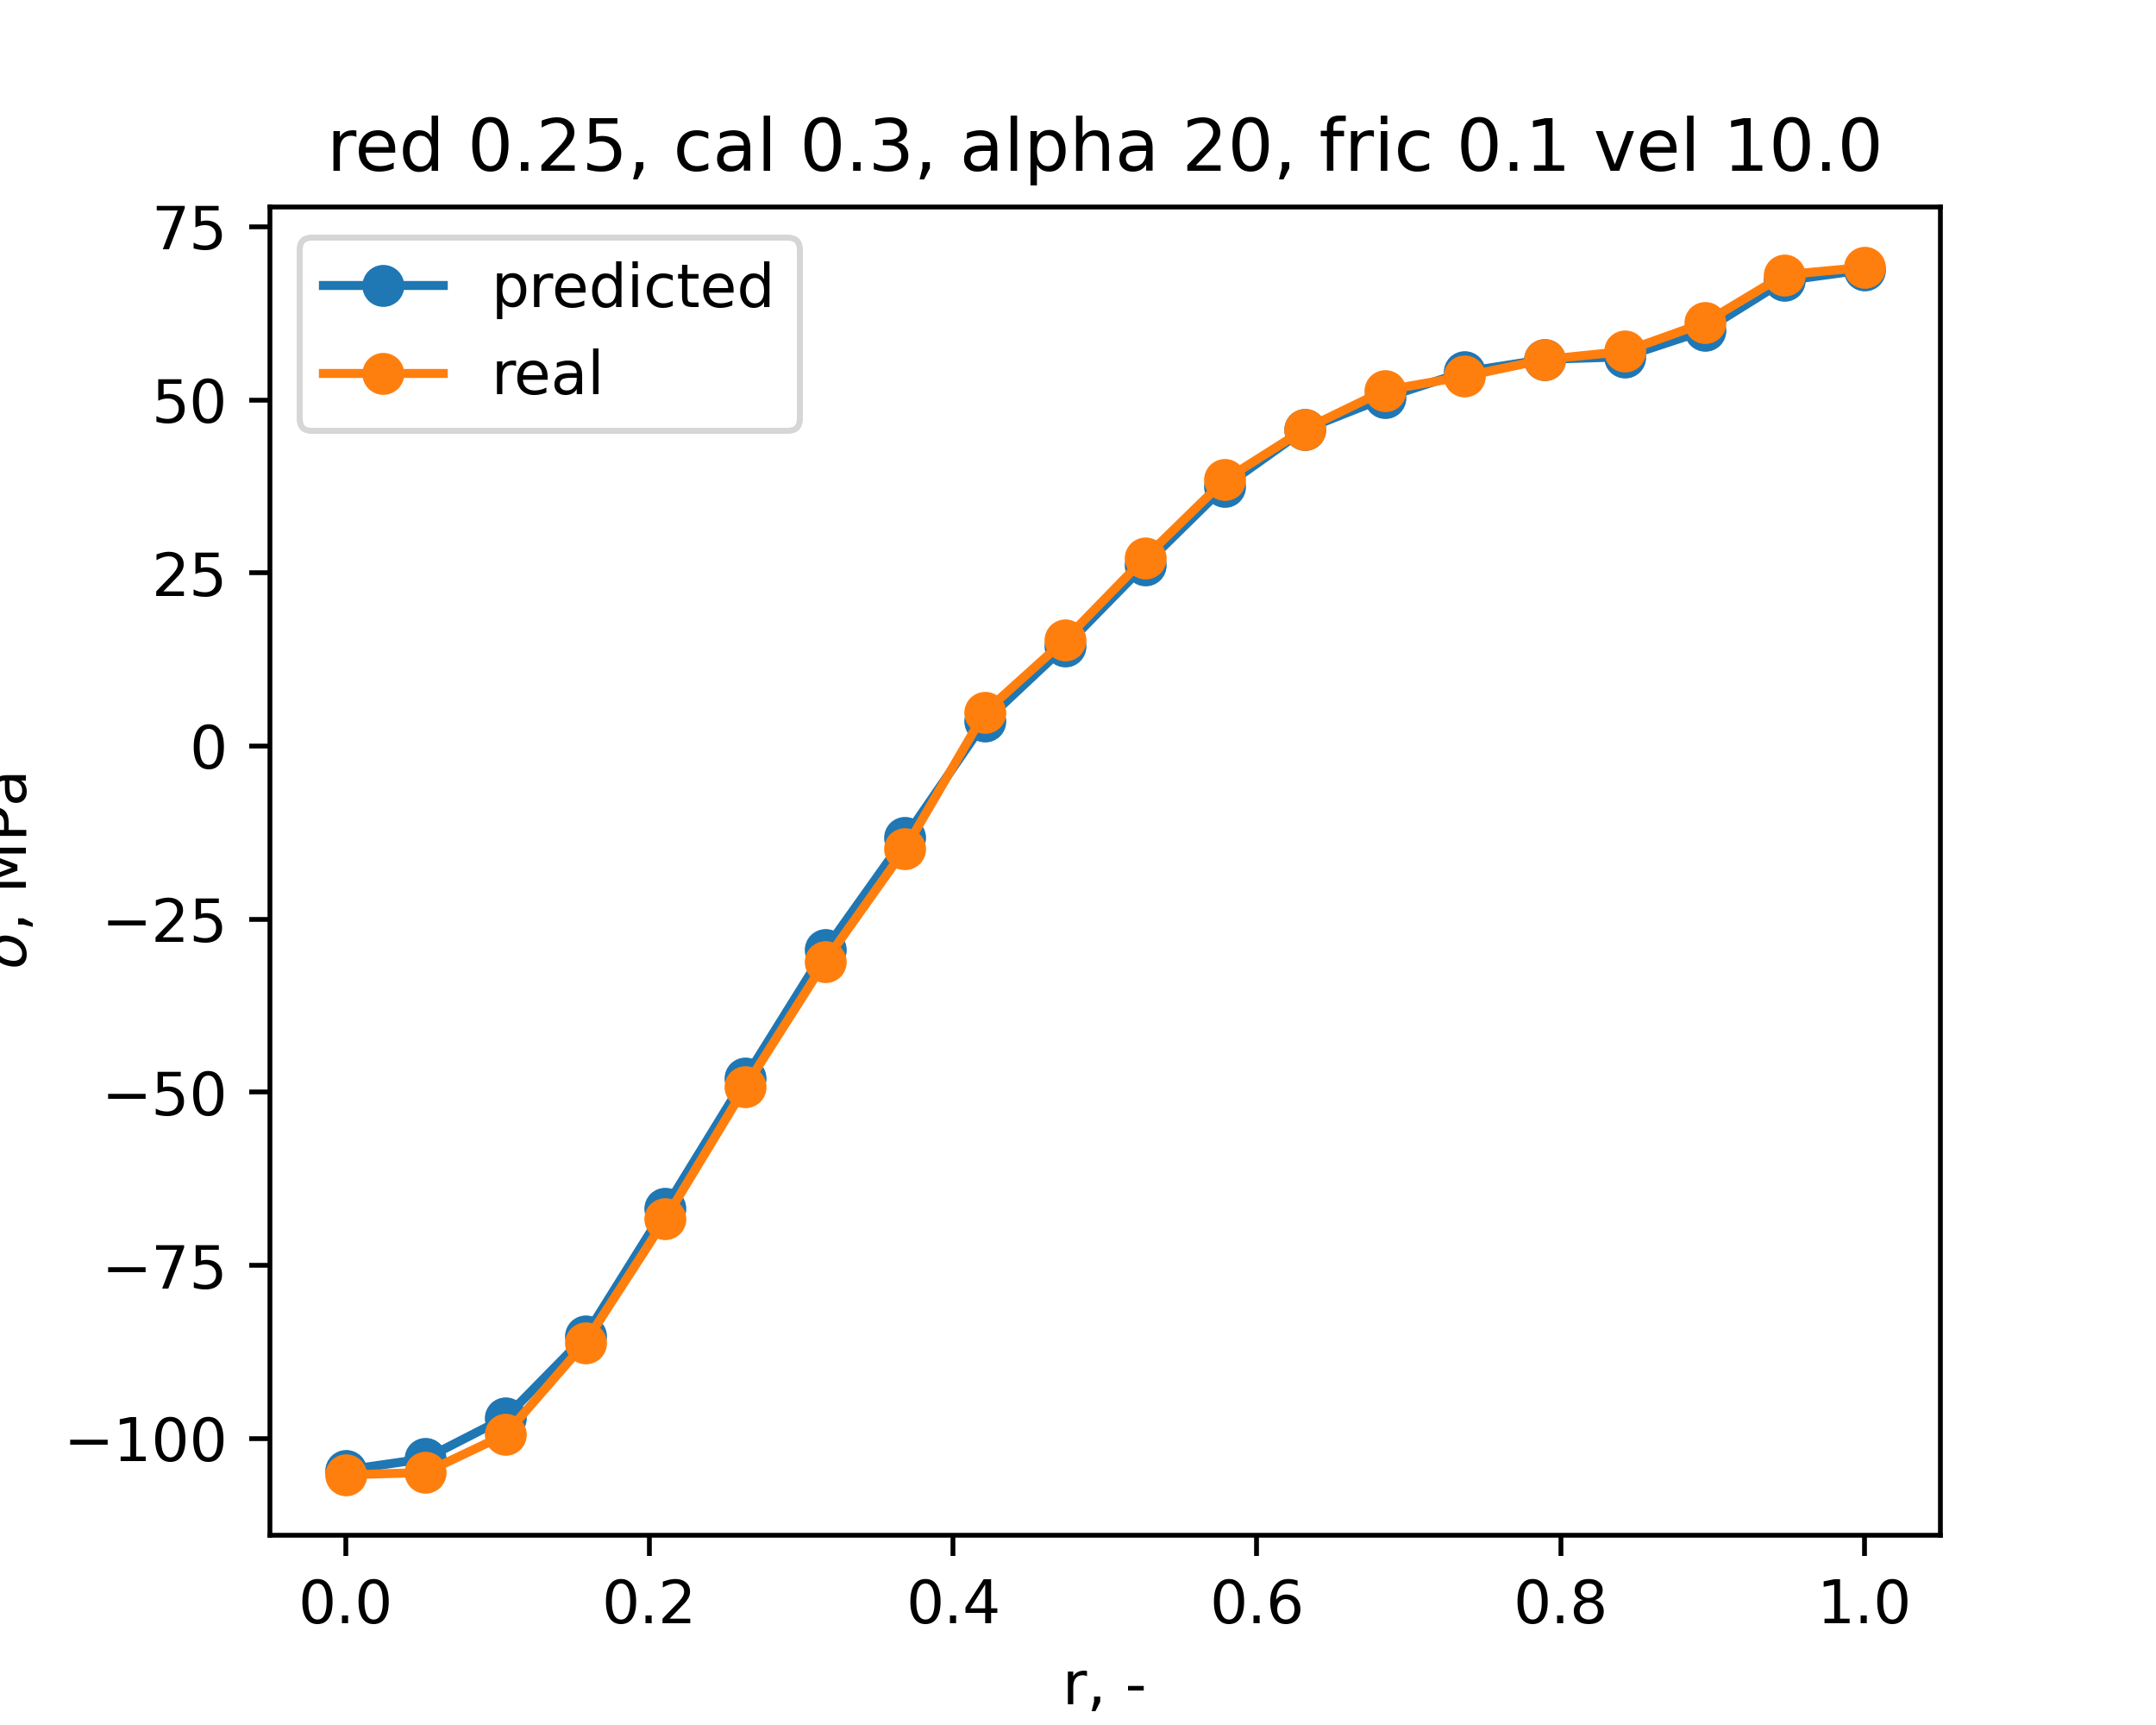 red 0.25, cal 0.3, alpha 20, fric 0.1 vel 10.0
predicted
real
75
50
25
0
−25
−50
−75
−100
σ, MPa
0.0 0.2 0.4 0.6 0.8 1.0
r, -